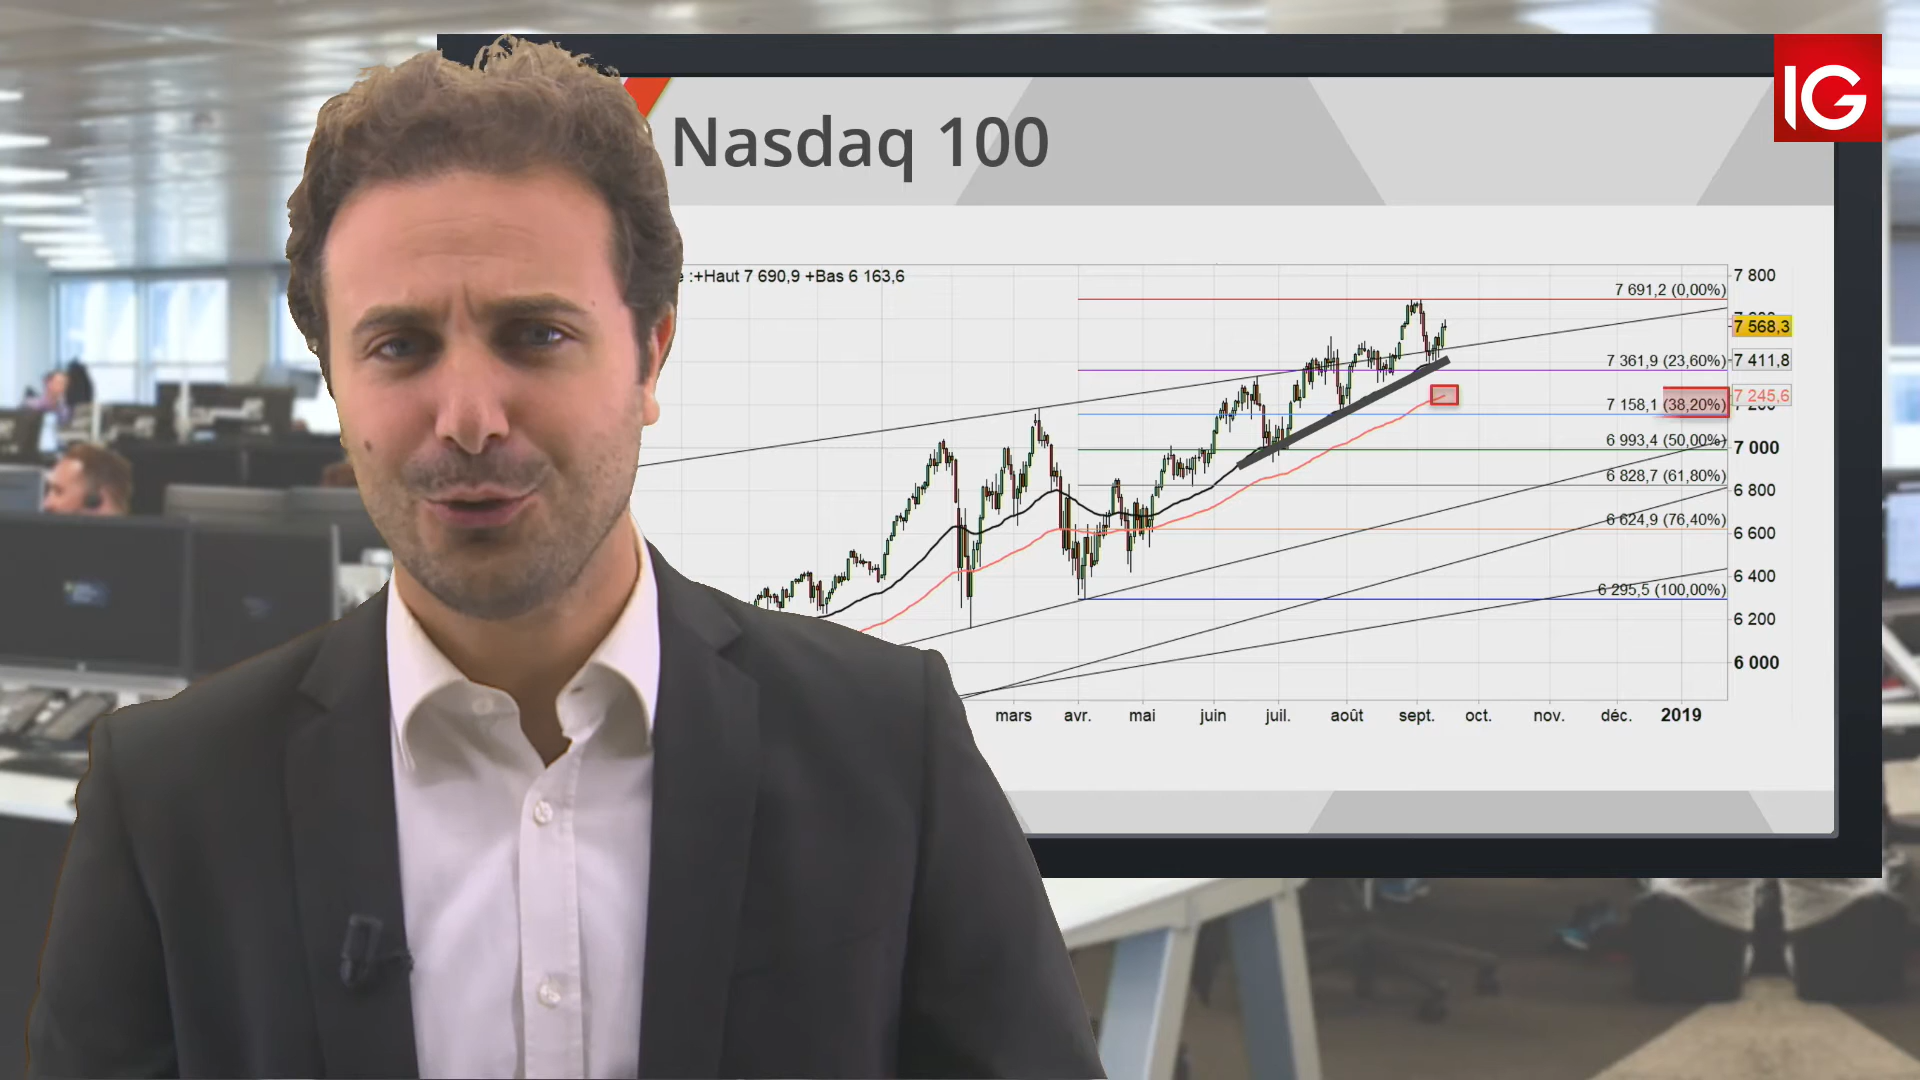 IG
Nasdaq 100
:+Haut 7 690,9 +Bas 6 163,6
7 800
7 691,2 (0,00%)
7 568,3
7 361,9 (23,60%)
7 411,8
7 245,6
7 158,1 (38,20%)
6 993,4 (50,00%)
7 000
6 828,7 (61,80%)
6 800
6 624,9 (76,40%)
6 600
6 400
6 295,5 (100,00%)
6 200
6 000
mars avr. mai juin juil. août sept. oct. nov. déc. 2019